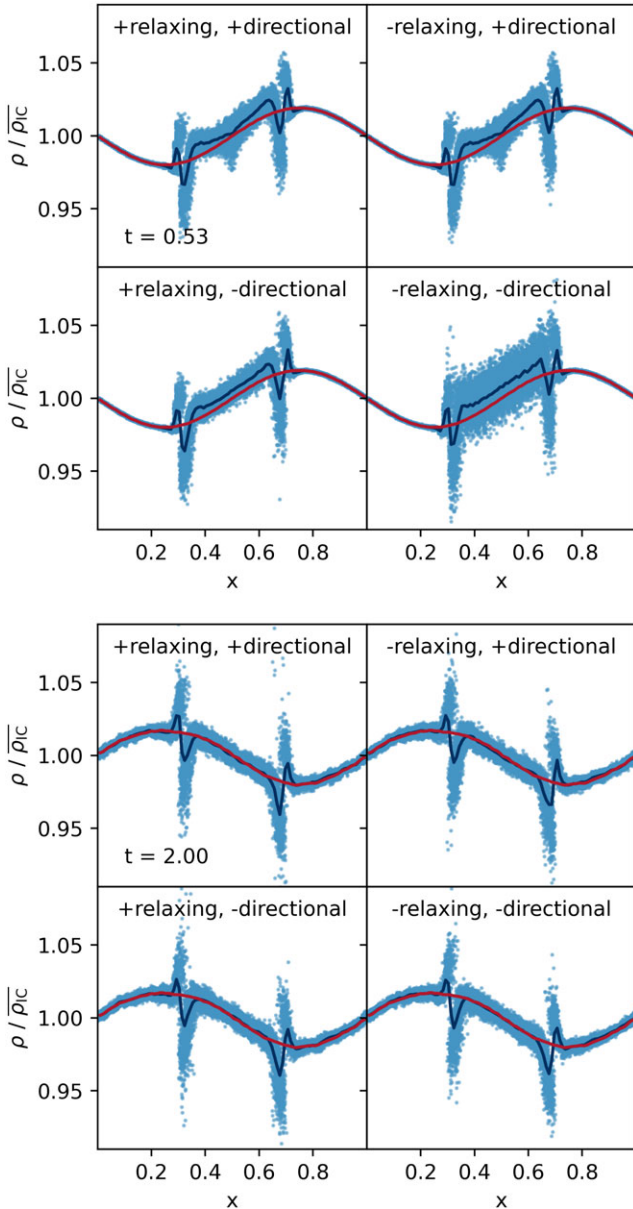 +relaxing, +directional
-relaxing, +directional
1.05
1.00
0.95
ρ / ρ̅I̅C̅
t = 0.53
+relaxing, -directional
-relaxing, -directional
1.05
1.00
0.95
ρ / ρ̅I̅C̅
0.2 0.4 0.6 0.8
0.2 0.4 0.6 0.8
x
x
+relaxing, +directional
-relaxing, +directional
1.05
1.00
0.95
ρ / ρ̅I̅C̅
t = 2.00
+relaxing, -directional
-relaxing, -directional
1.05
1.00
0.95
ρ / ρ̅I̅C̅
0.2 0.4 0.6 0.8
0.2 0.4 0.6 0.8
x
x